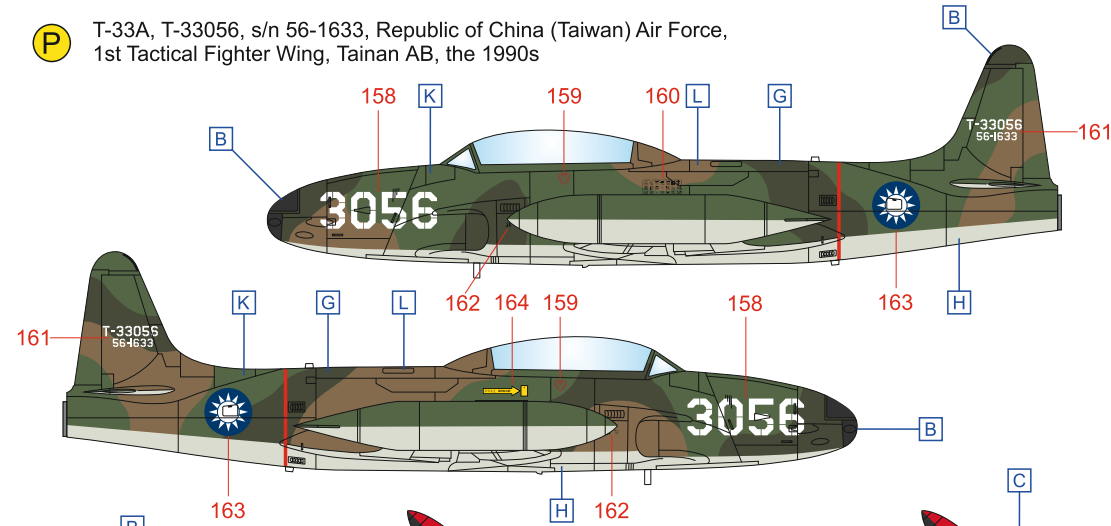 P
T-33A, T-33056, s/n 56-1633, Republic of China (Taiwan) Air Force,
1st Tactical Fighter Wing, Tainan AB, the 1990s
B
158 K 159 160 L G
B
T-33056
56-1633
161
3056
162 164 159 158 163 H
K G L
161
T-33056
56-1633
3056
B
163 H 162
C
B